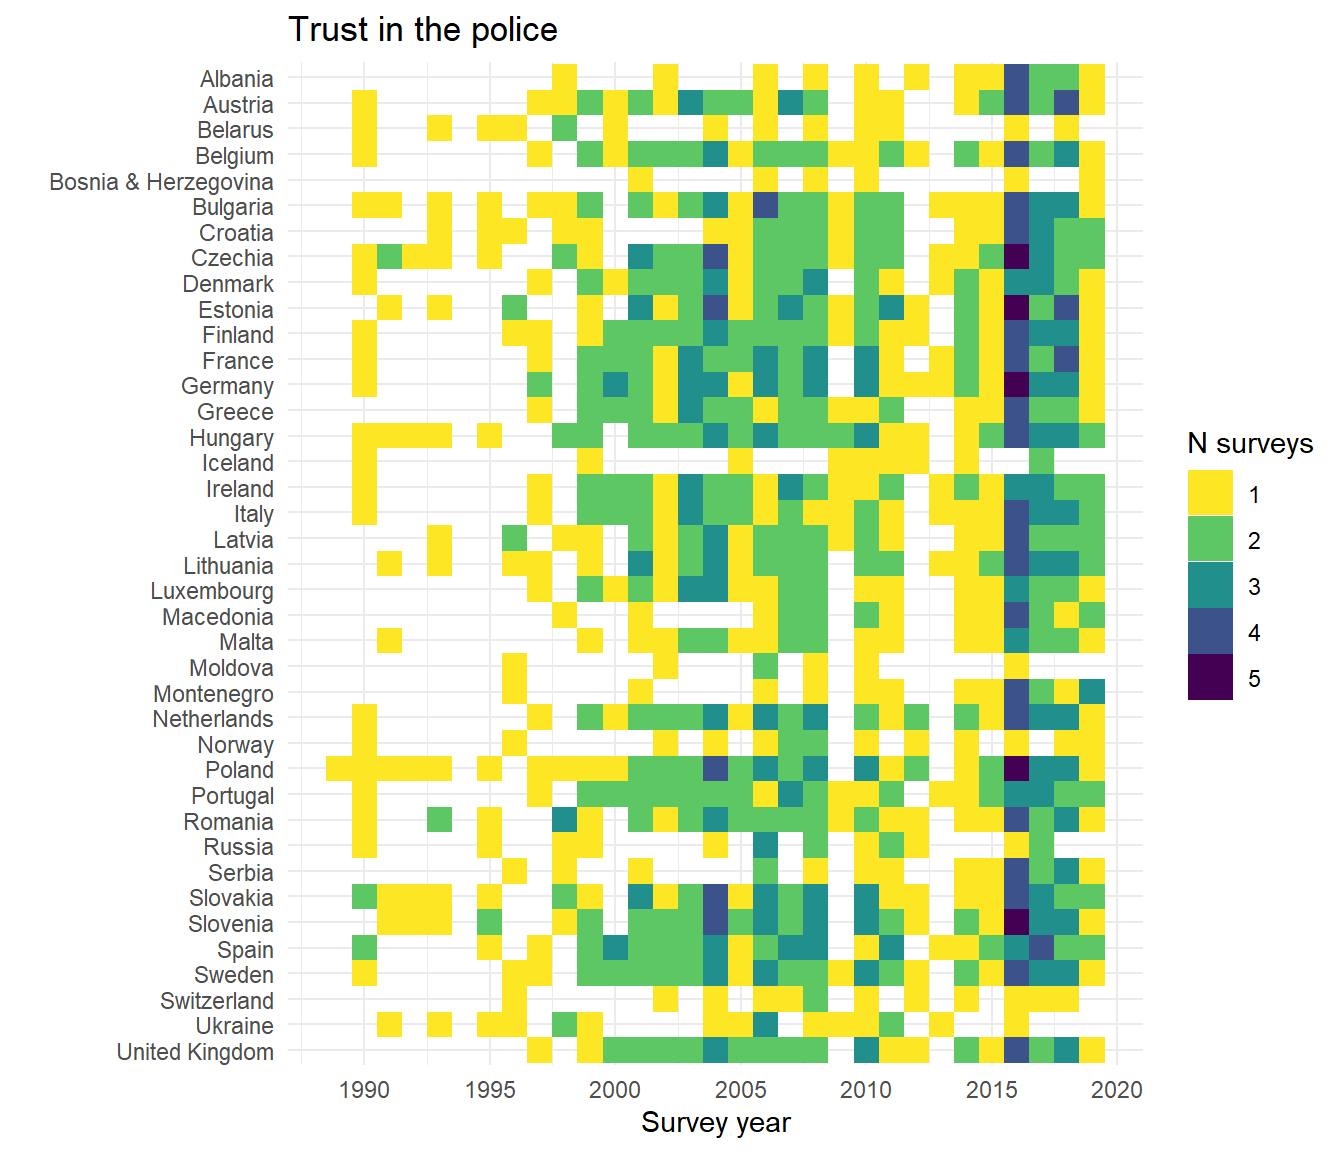 Trust in the police
Albania
Austria
Belarus
Belgium
Bosnia & Herzegovina
Bulgaria
Croatia
Czechia
Denmark
Estonia
Finland
France
Germany
Greece
Hungary
Iceland
Ireland
Italy
Latvia
Lithuania
Luxembourg
Macedonia
Malta
Moldova
Montenegro
Netherlands
Norway
Poland
Portugal
Romania
Russia
Serbia
Slovakia
Slovenia
Spain
Sweden
Switzerland
Ukraine
United Kingdom
1990 1995 2000 2005 2010 2015 2020
Survey year
N surveys
1
2
3
4
5